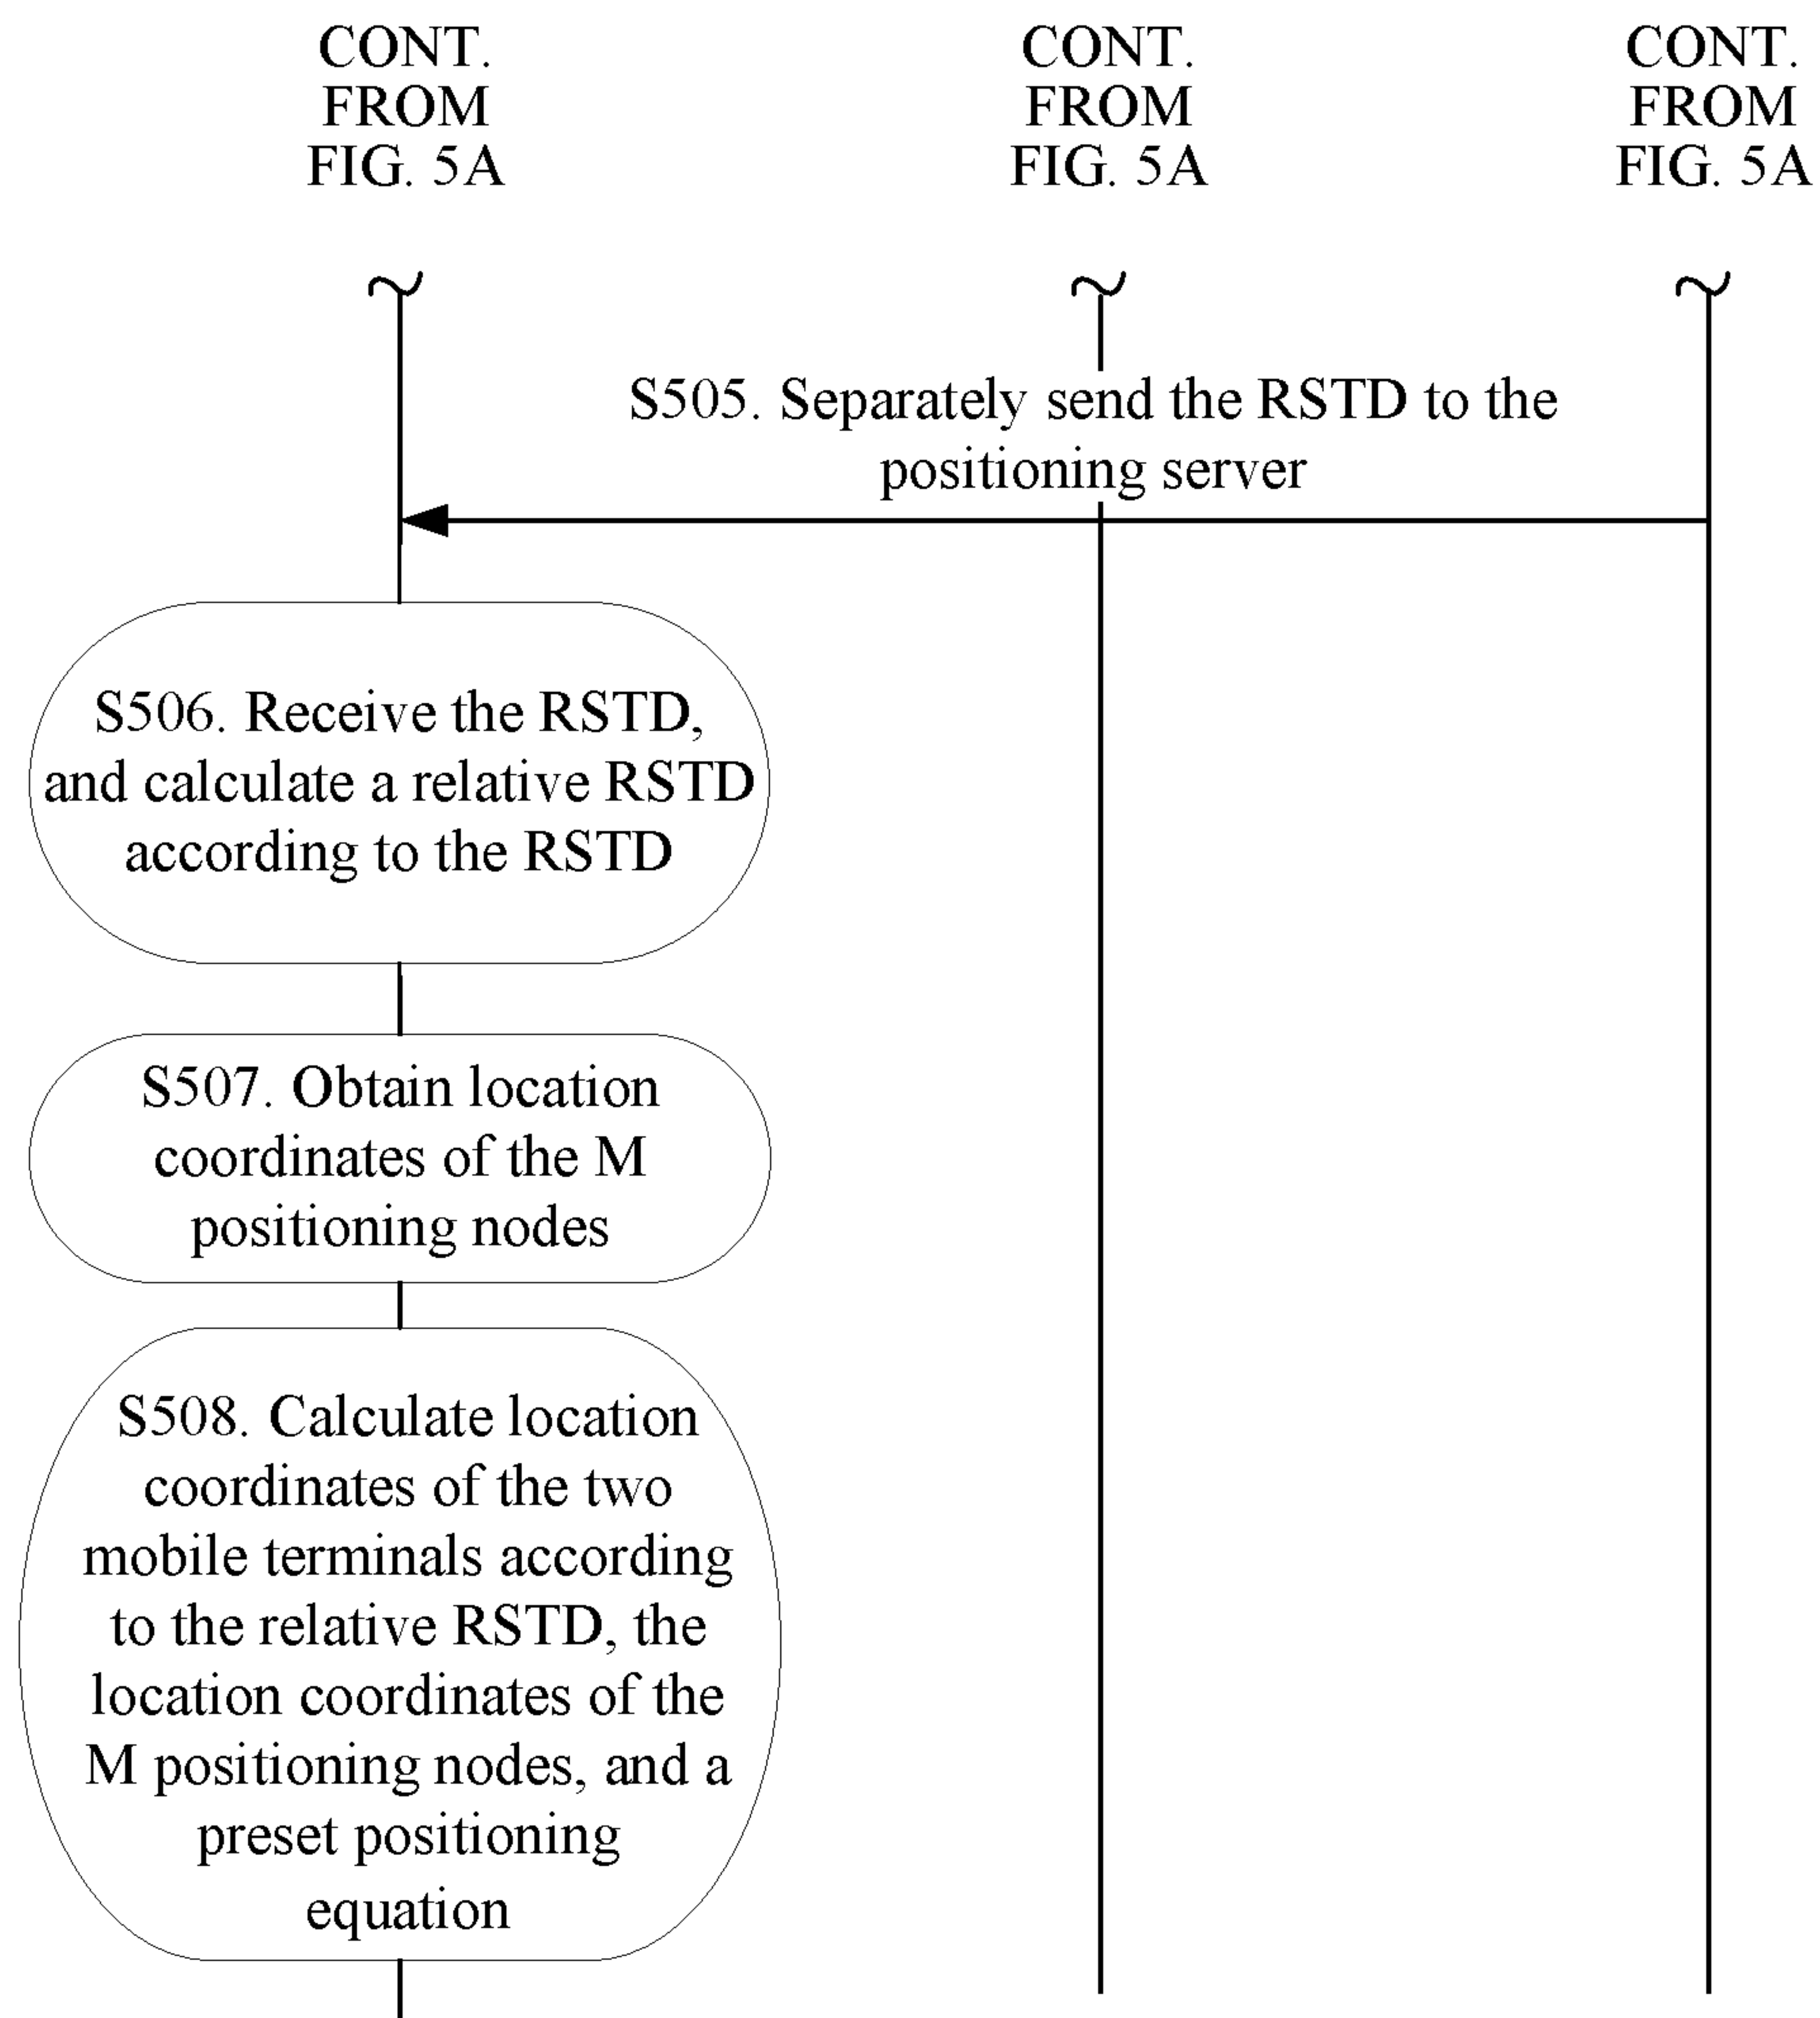 CONT.
FROM
FIG. 5A
CONT.
FROM
FIG. 5A
CONT.
FROM
FIG. 5A
S505. Separately send the RSTD to the
positioning server
S506. Receive the RSTD,
and calculate a relative RSTD
according to the RSTD
S507. Obtain location
coordinates of the M
positioning nodes
S508. Calculate location
coordinates of the two
mobile terminals according
to the relative RSTD, the
location coordinates of the
M positioning nodes, and a
preset positioning
equation